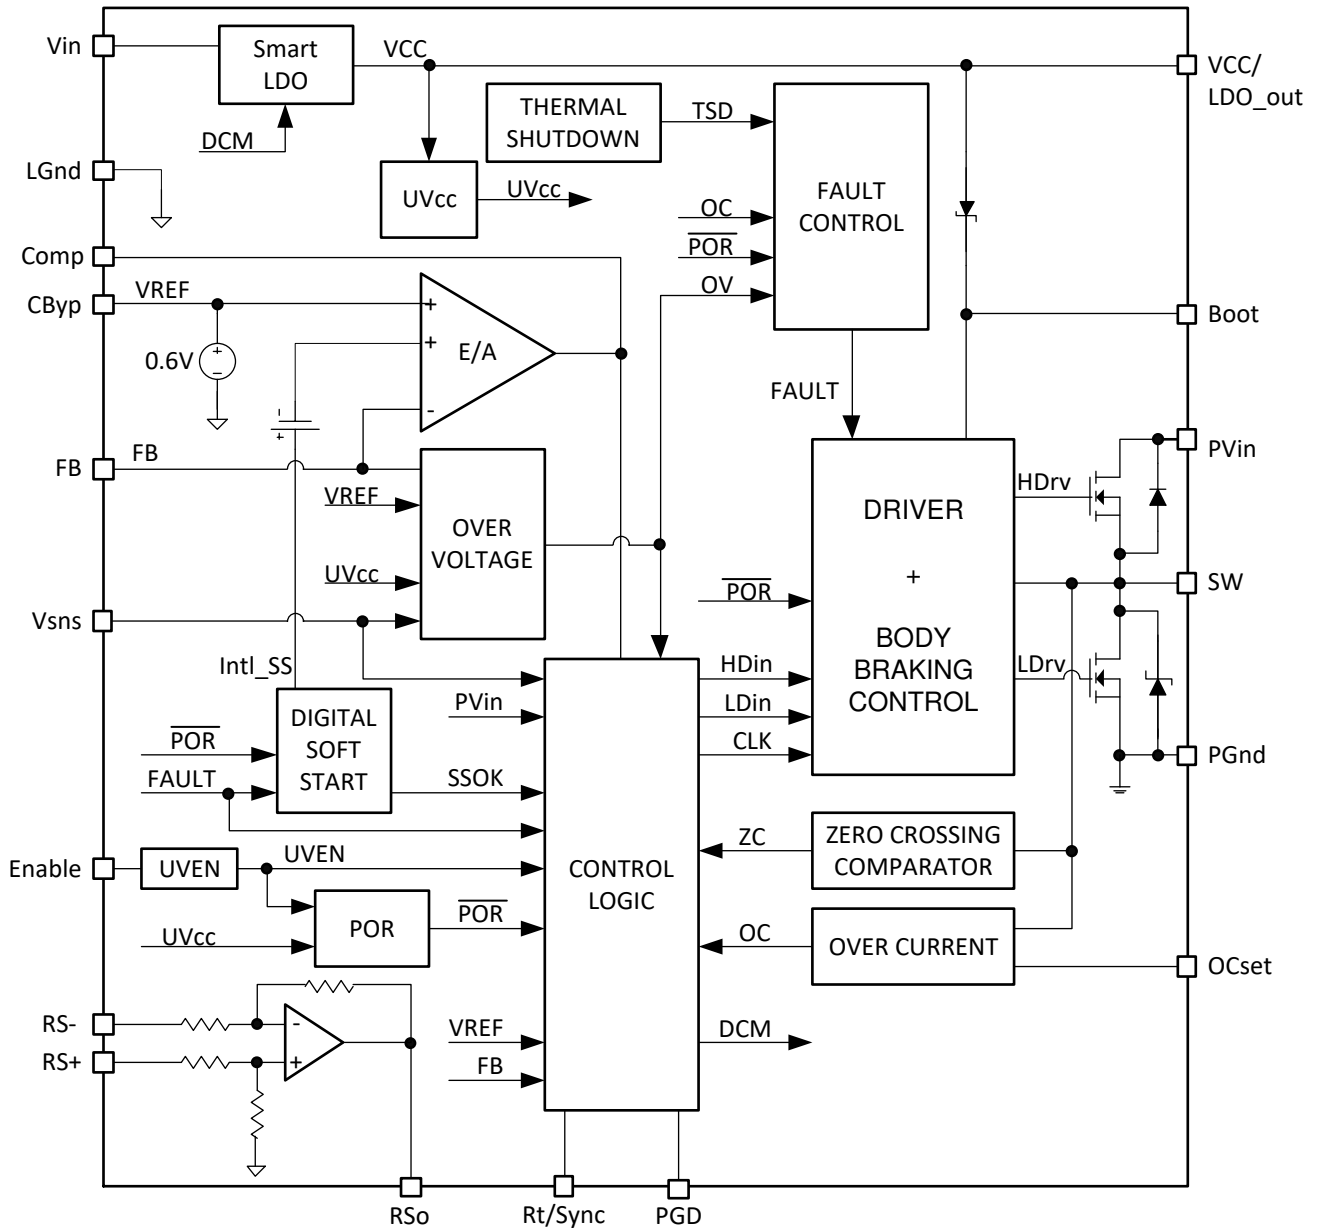 Vin
Smart
LDO
VCC
VCC/
LDO_out
DCM
THERMAL
SHUTDOWN
TSD
LGnd
UVcc
UVcc
FAULT
CONTROL
OC
POR
OV
Comp
CByp
VREF
+
+
-
E/A
0.6V
+
−
Boot
FAULT
-
+
FB
FB
PVin
VREF
OVER
VOLTAGE
UVcc
HDrv
DRIVER
+
BODY
BRAKING
CONTROL
SW
POR
Vsns
Intl_SS
HDin
LDrv
PVin
LDin
DIGITAL
SOFT
START
POR
CLK
PGnd
FAULT
SSOK
ZC
ZERO CROSSING
COMPARATOR
Enable
UVEN
UVEN
CONTROL
LOGIC
POR
POR
UVcc
OC
OVER CURRENT
OCset
RS-
-
RS+
+
VREF
DCM
FB
RSo
Rt/Sync
PGD